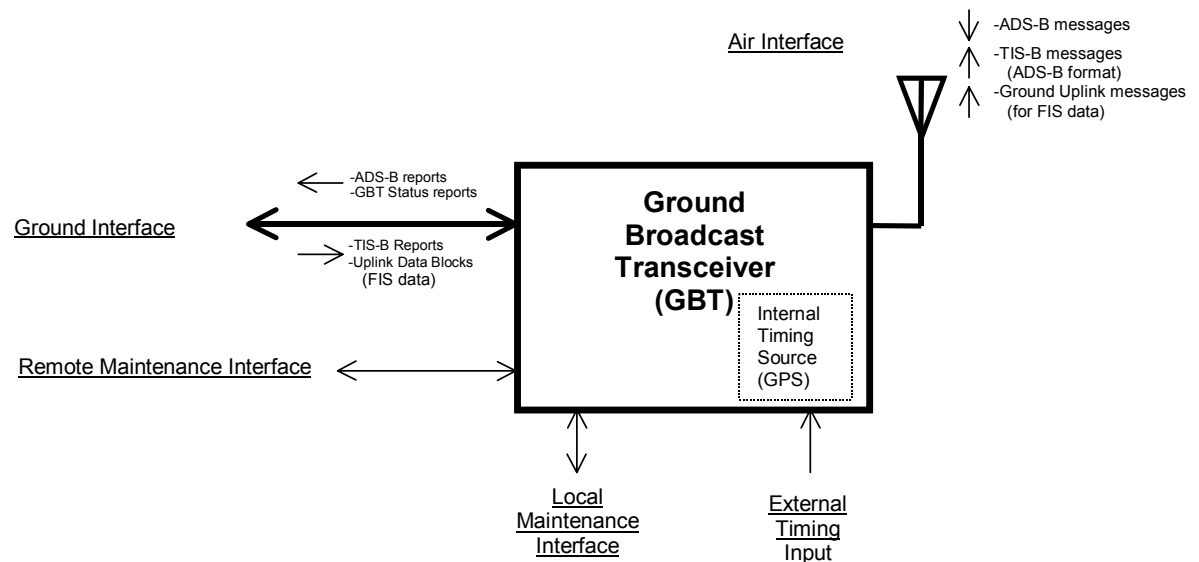 Air Interface
-ADS-B messages
-TIS-B messages
(ADS-B format)
-Ground Uplink messages
(for FIS data)
-ADS-B reports
-GBT Status reports
Ground Interface
-TIS-B Reports
-Uplink Data Blocks
(FIS data)
Ground
Broadcast
Transceiver
(GBT)
Internal
Timing
Source
(GPS)
Remote Maintenance Interface
Local
Maintenance
Interface
External
Timing
Input